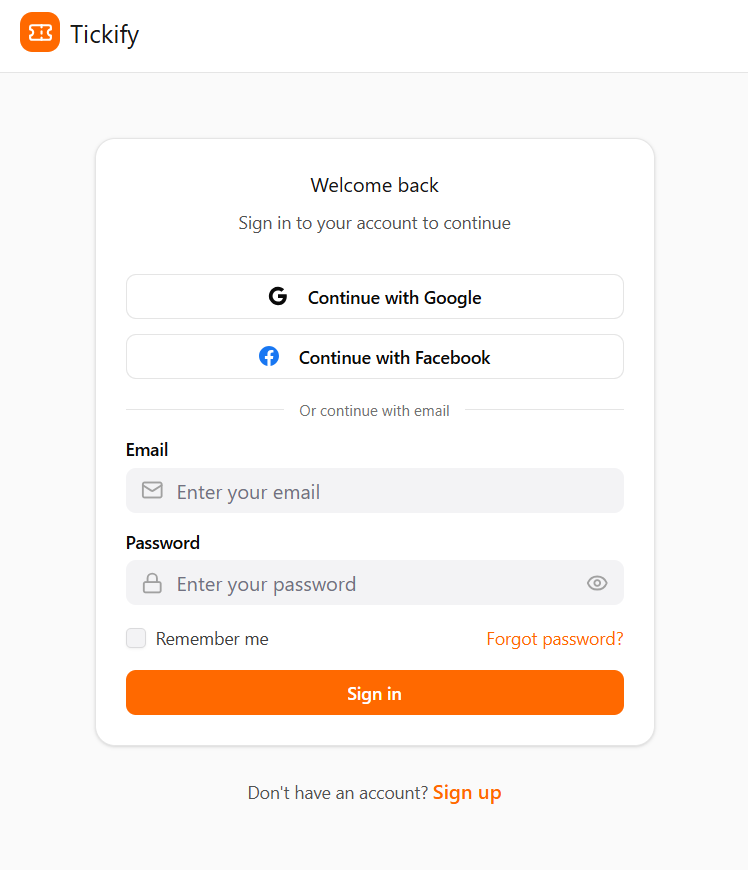 Tickify
Welcome back
Sign in to your account to continue
Continue with Google
Continue with Facebook
Or continue with email
Email
Enter your email
Password
Enter your password
Remember me
Forgot password?
Sign in
Don't have an account? Sign up